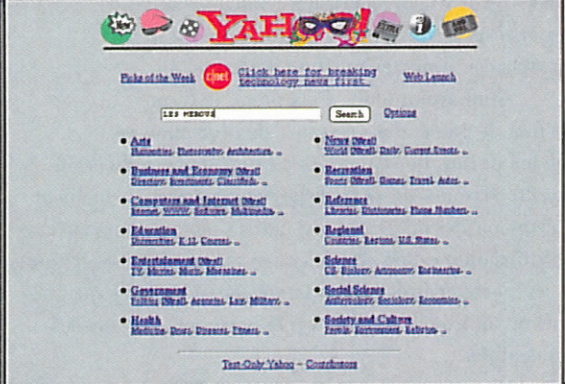 New
YAHOO!
Picks of the Week
c|net
Click here for breaking
technology news first.
Web Launch
LES MEROUS
Search
Options
Arts
Humanities, Photography, Architecture, ...
Business and Economy [Xtra!]
Directory, Investments, Classifieds, ...
Computers and Internet [Xtra!]
Internet, WWW, Software, Multimedia, ...
Education
Universities, K-12, Courses, ...
Entertainment [Xtra!]
TV, Movies, Music, Magazines, ...
Government
Politics [Xtra!], Agencies, Law, Military, ...
Health
Medicine, Drugs, Diseases, Fitness, ...
News [Xtra!]
World [Xtra!], Daily, Current Events, ...
Recreation
Sports [Xtra!], Games, Travel, Autos, ...
Reference
Libraries, Dictionaries, Phone Numbers, ...
Regional
Countries, Regions, U.S. States, ...
Science
CS, Biology, Astronomy, Engineering, ...
Social Science
Anthropology, Sociology, Economics, ...
Society and Culture
People, Environment, Religion, ...
Text-Only Yahoo - Contributors